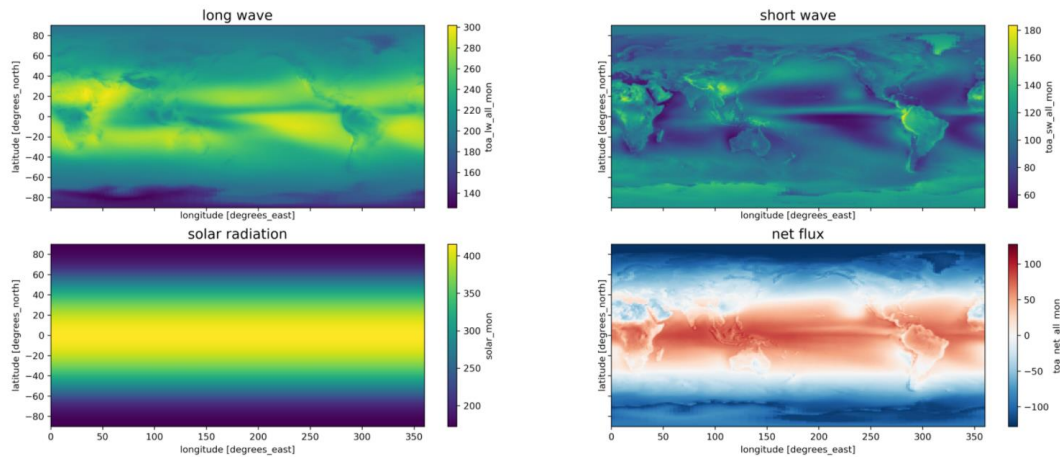 long wave
80
60
40
20
0
−20
−40
−60
−80
latitude [degrees_north]
longitude [degrees_east]
300
280
260
240
220
200
180
160
140
toa_lw_all_mon
short wave
latitude [degrees_north]
longitude [degrees_east]
180
160
140
120
100
80
60
toa_sw_all_mon
solar radiation
80
60
40
20
0
−20
−40
−60
−80
latitude [degrees_north]
0 50 100 150 200 250 300 350
longitude [degrees_east]
400
350
300
250
200
solar_mon
net flux
latitude [degrees_north]
0 50 100 150 200 250 300 350
longitude [degrees_east]
100
50
0
−50
−100
toa_net_all_mon